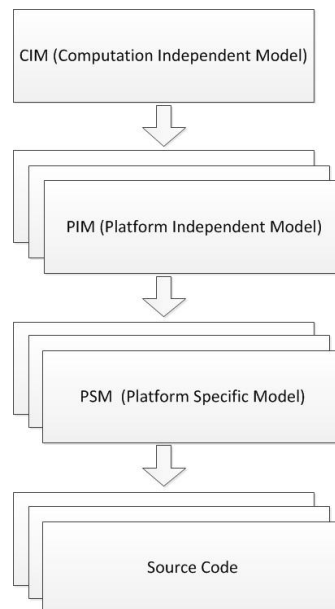 CIM (Computation Independent Model)
PIM (Platform Independent Model)
PSM (Platform Specific Model)
Source Code